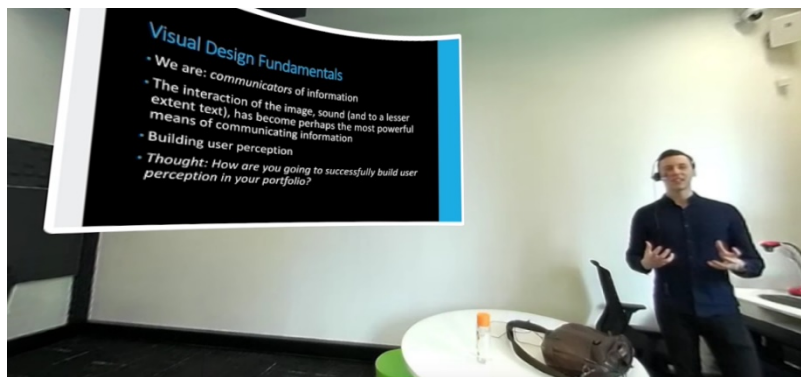 Visual Design Fundamentals
• We are: communicators of information
• The interaction of the image, sound (and to a lesser
extent text), has become perhaps the most powerful
means of communicating information
• Building user perception
• Thought: How are you going to successfully build user
perception in your portfolio?